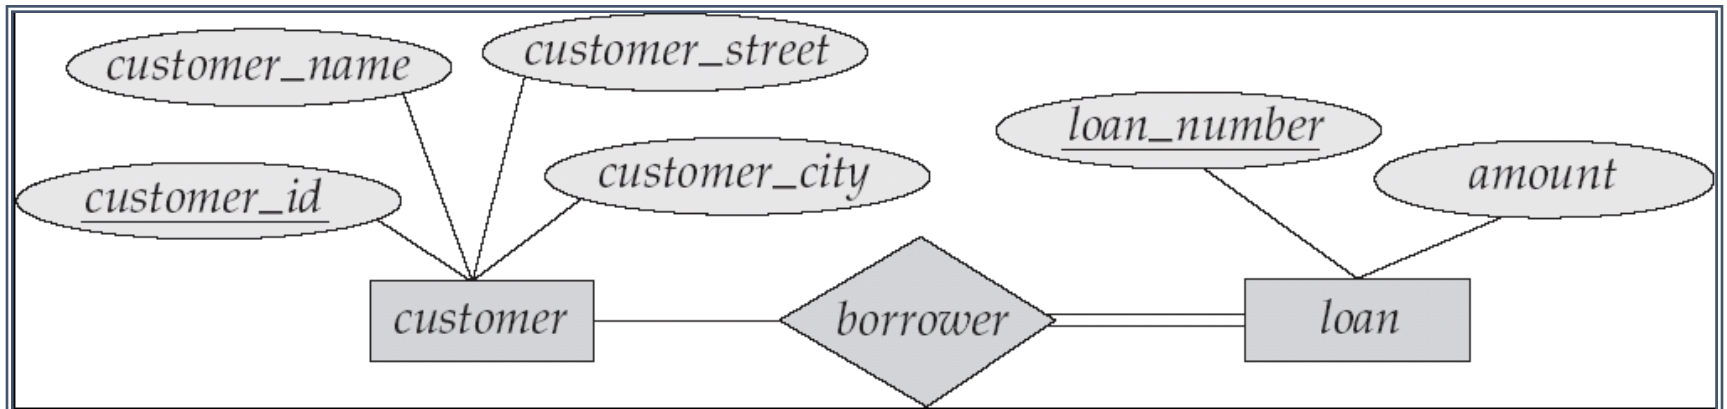 customer_name
customer_street
customer_id
customer_city
loan_number
amount
customer
borrower
loan